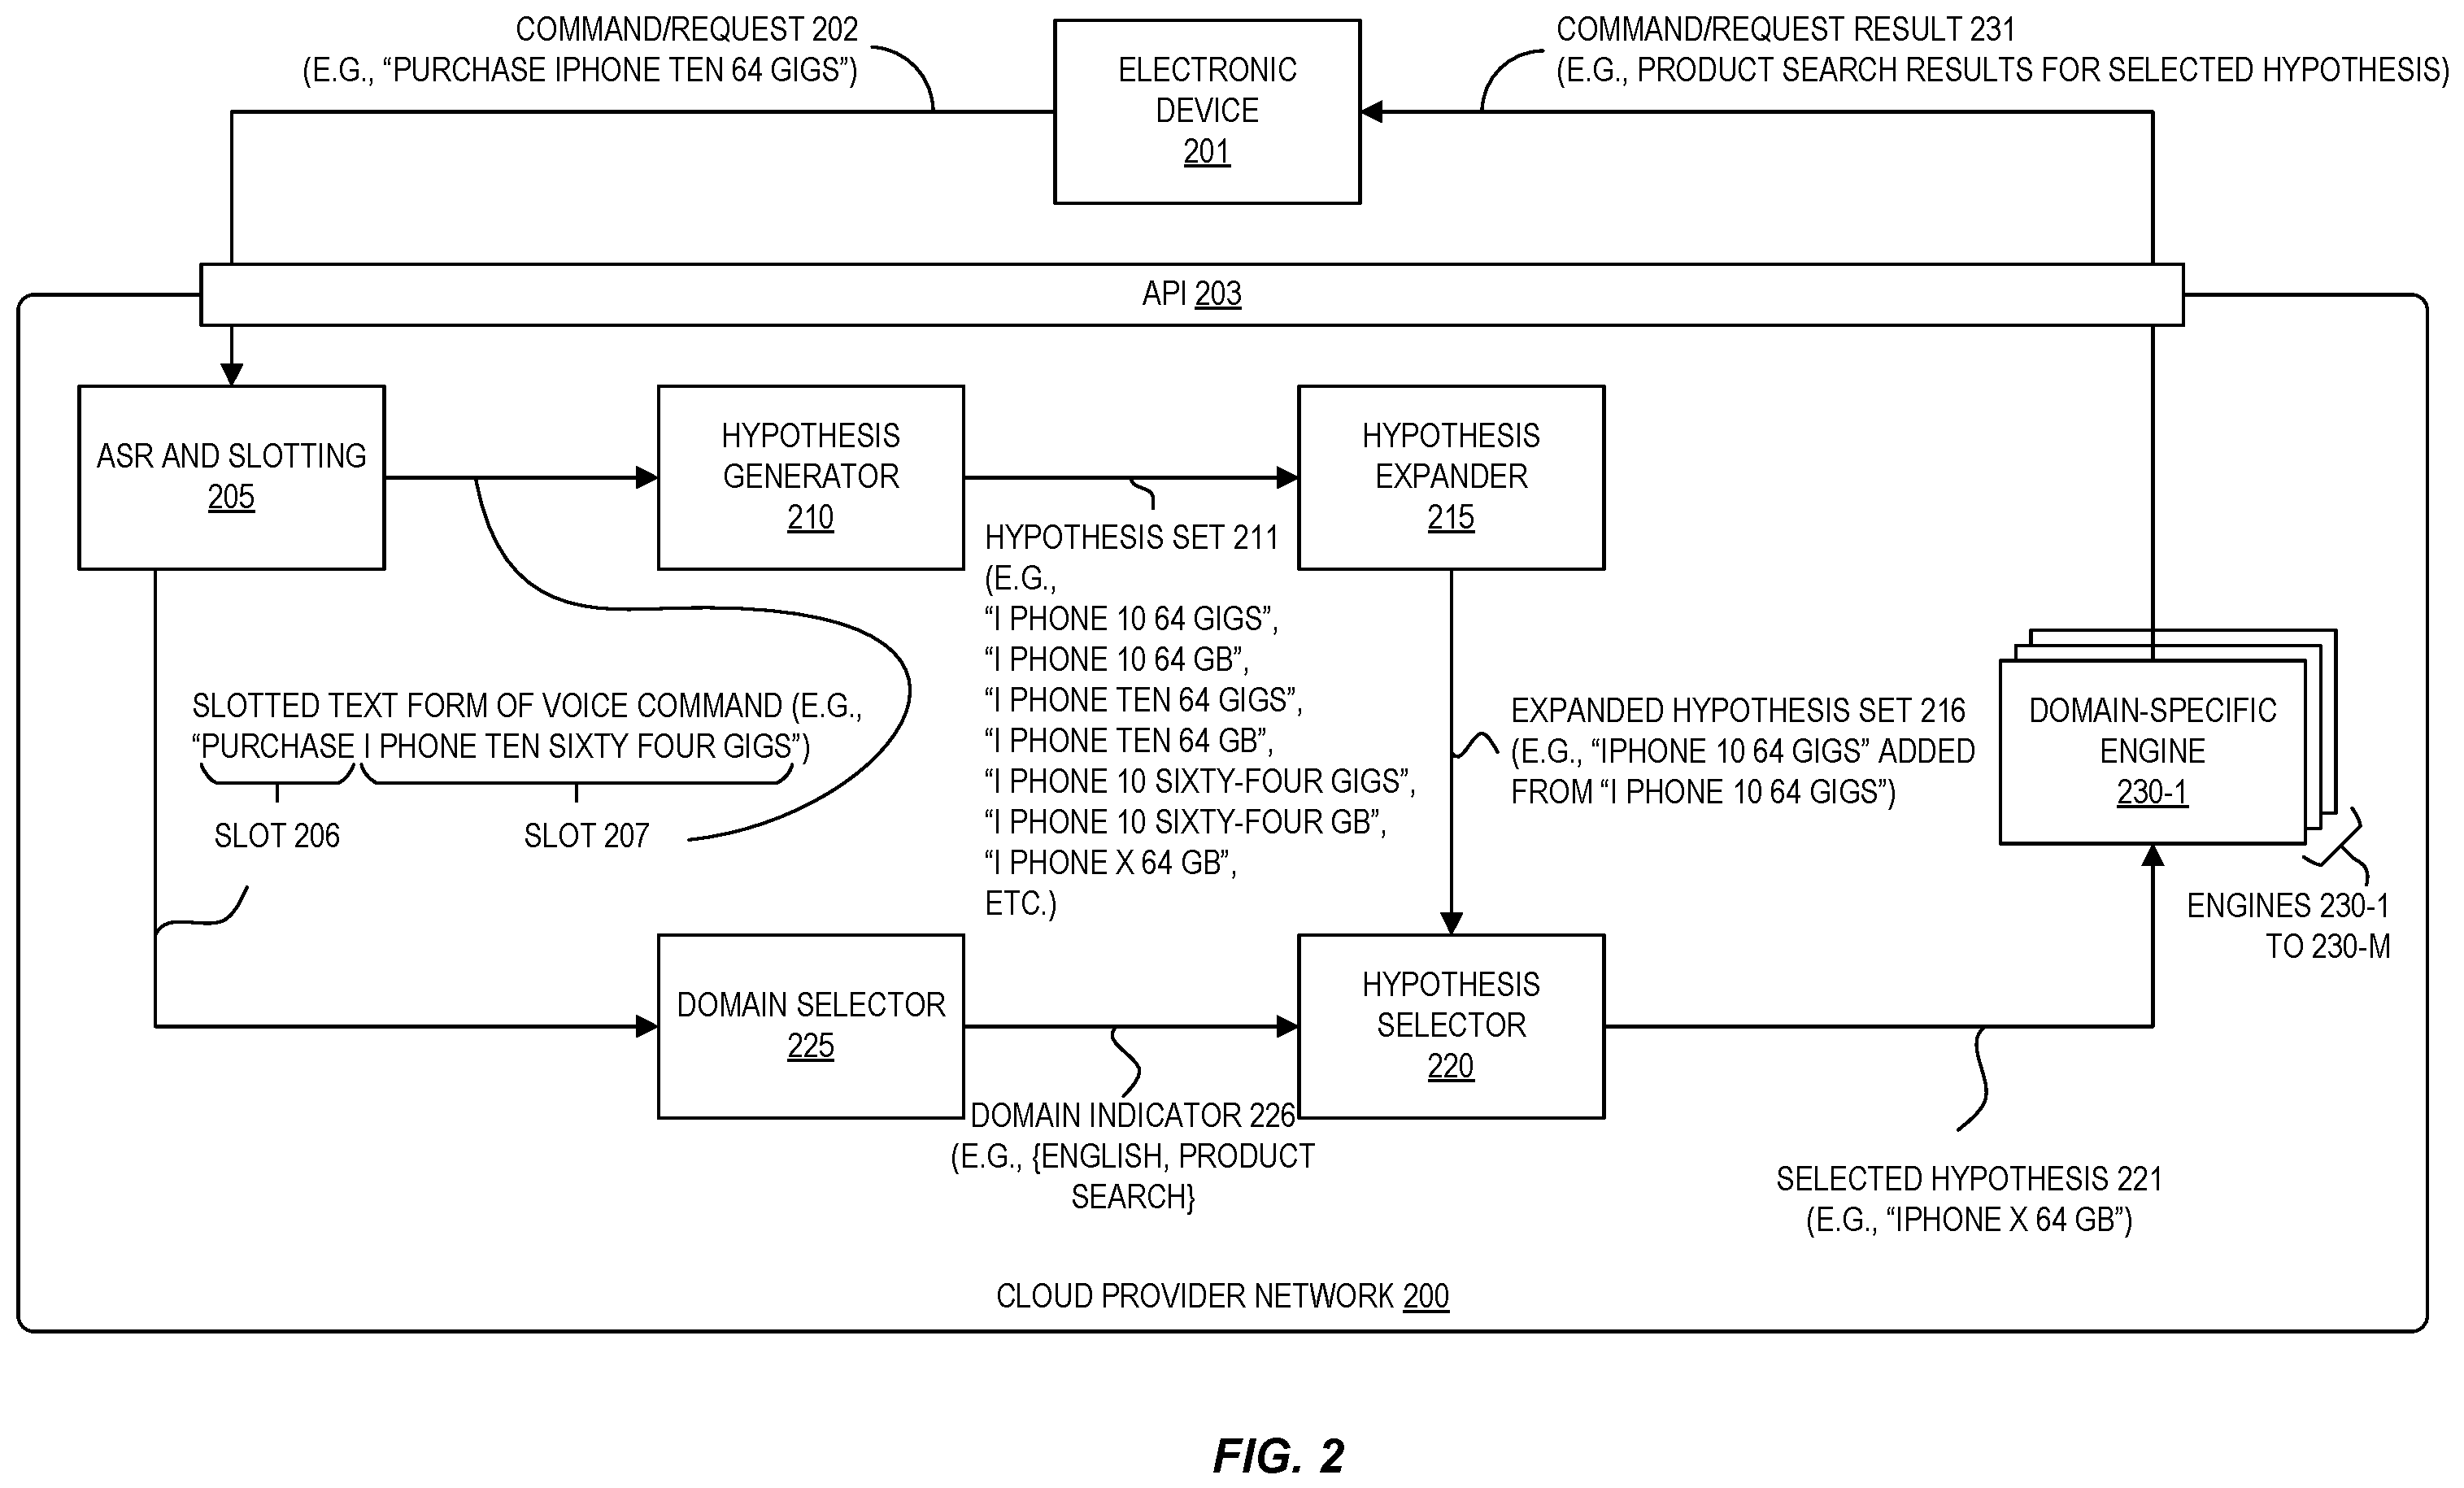 COMMAND/REQUEST 202
(E.G., “PURCHASE IPHONE TEN 64 GIGS”)
ELECTRONIC
DEVICE
201
COMMAND/REQUEST RESULT 231
(E.G., PRODUCT SEARCH RESULTS FOR SELECTED HYPOTHESIS)
API 203
ASR AND SLOTTING
205
HYPOTHESIS
GENERATOR
210
HYPOTHESIS
EXPANDER
215
HYPOTHESIS SET 211
(E.G.,
“I PHONE 10 64 GIGS”,
“I PHONE 10 64 GB”,
“I PHONE TEN 64 GIGS”,
“I PHONE TEN 64 GB”,
“I PHONE 10 SIXTY-FOUR GIGS”,
“I PHONE 10 SIXTY-FOUR GB”,
“I PHONE X 64 GB”,
ETC.)
SLOTTED TEXT FORM OF VOICE COMMAND (E.G.,
“PURCHASE I PHONE TEN SIXTY FOUR GIGS”)
SLOT 206
SLOT 207
EXPANDED HYPOTHESIS SET 216
(E.G., “IPHONE 10 64 GIGS” ADDED
FROM “I PHONE 10 64 GIGS”)
DOMAIN-SPECIFIC
ENGINE
230-1
ENGINES 230-1
TO 230-M
DOMAIN SELECTOR
225
HYPOTHESIS
SELECTOR
220
DOMAIN INDICATOR 226
(E.G., {ENGLISH, PRODUCT
SEARCH}
SELECTED HYPOTHESIS 221
(E.G., “IPHONE X 64 GB”)
CLOUD PROVIDER NETWORK 200
FIG. 2